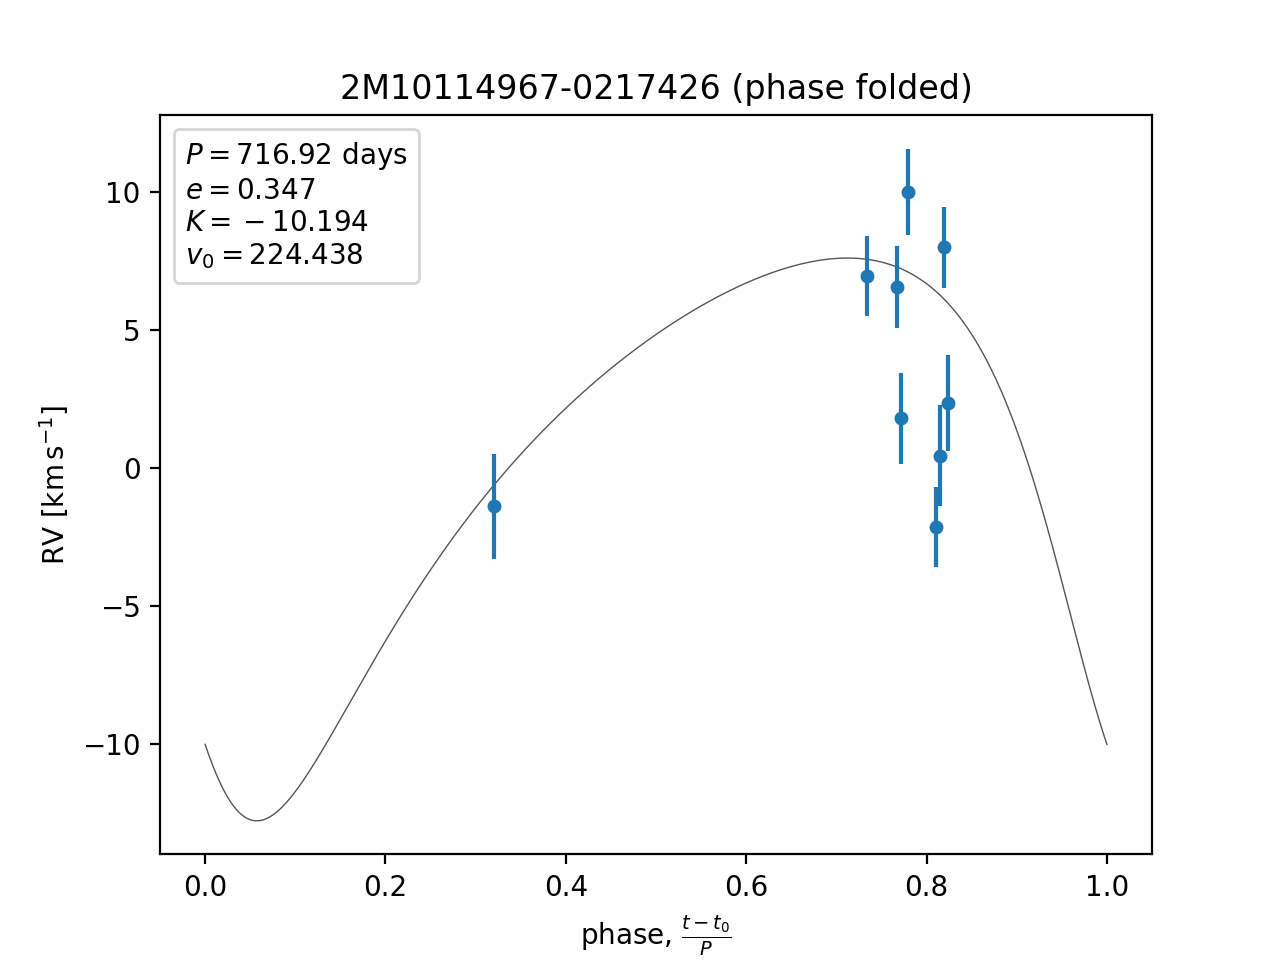 2M10114967-0217426 (phase folded)
P = 716.92 days
e = 0.347
K = − 10.194
v₀ = 224.438
10
5
0
−5
−10
RV [km s⁻¹]
0.0 0.2 0.4 0.6 0.8 1.0
phase, (t − t₀)/P